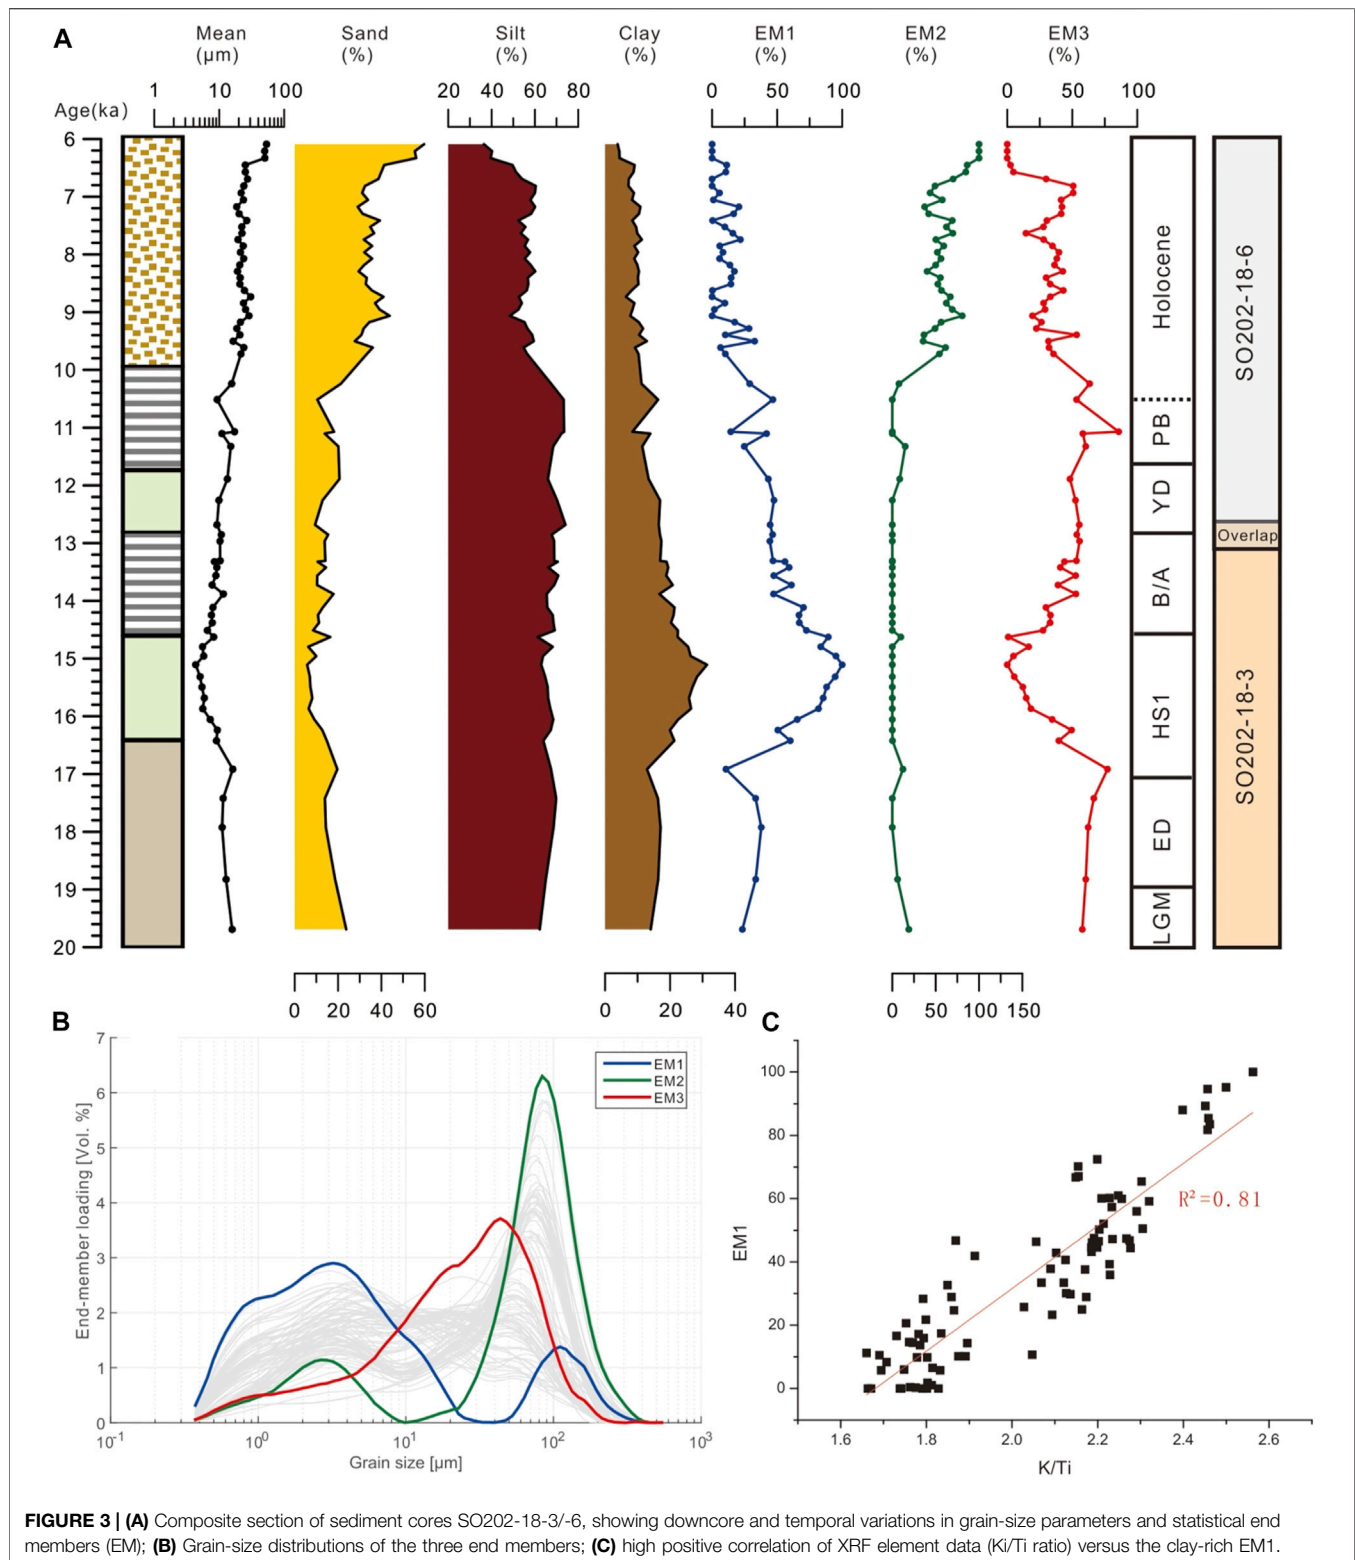 A
Mean Sand Silt Clay EM1 EM2 EM3
(μm) (%) (%) (%) (%) (%) (%)
1 10 100 20 40 60 80 0 50 100 0 50 100
Age(ka)
6
7
8
9
10
11
12
13
14
15
16
17
18
19
20
Holocene
PB
YD
B/A
HS1
ED
LGM
SO202-18-6
Overlap
SO202-18-3
0 20 40 60 0 20 40 0 50 100 150
B
7
6
5
4
3
2
1
0
End-member loading [Vol. %]
EM1
EM2
EM3
10-1 100 101 102 103
Grain size [μm]
C
100
80
60
40
20
0
EM1
R²=0.81
1.6 1.8 2.0 2.2 2.4 2.6
K/Ti
FIGURE 3 | (A) Composite section of sediment cores SO202-18-3/-6, showing downcore and temporal variations in grain-size parameters and statistical end
members (EM); (B) Grain-size distributions of the three end members; (C) high positive correlation of XRF element data (Ki/Ti ratio) versus the clay-rich EM1.